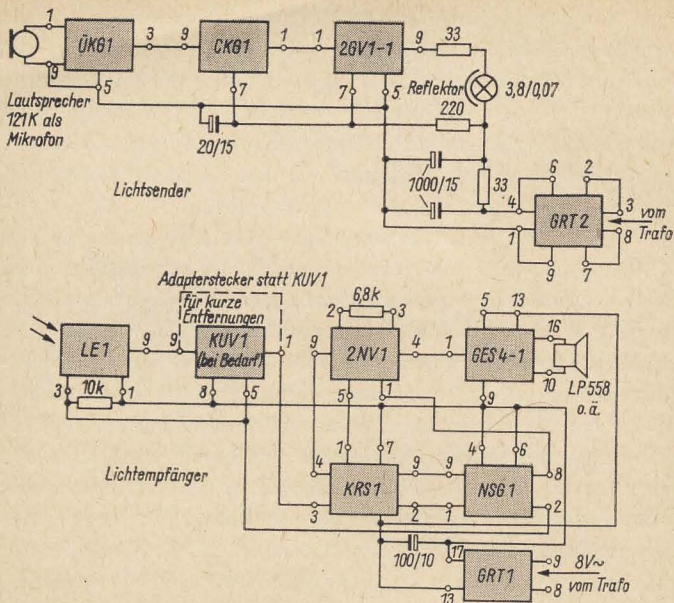 1 ÜKG1 3 9 CKG1 1 1 2GV1-1 9 33
9 5 7 7 5 Reflektor 3,8/0,07
Lautsprecher
121 K als
Mikrofon
20/15 220
Lichtsender
1000/15 33
6 2
4 3
GRT2 vom
Trafo
1 8
9 7
Adapterstecker statt KUV1
für kurze
Entfernungen
6,8k
2 3
5 13
LE1 9 9 KUV1 1
(bei Bedarf)
9 2NV1 4 1 GES4-1 16
10
LP 558
o.ä.
3 10k 1 8 5
5 1 9
1 7 4 6
Lichtempfänger
4 KRS1 9 9 NSG1 8
3 2 1 2
100/10 17
GRT1 9 8V~
vom Trafo
13 8